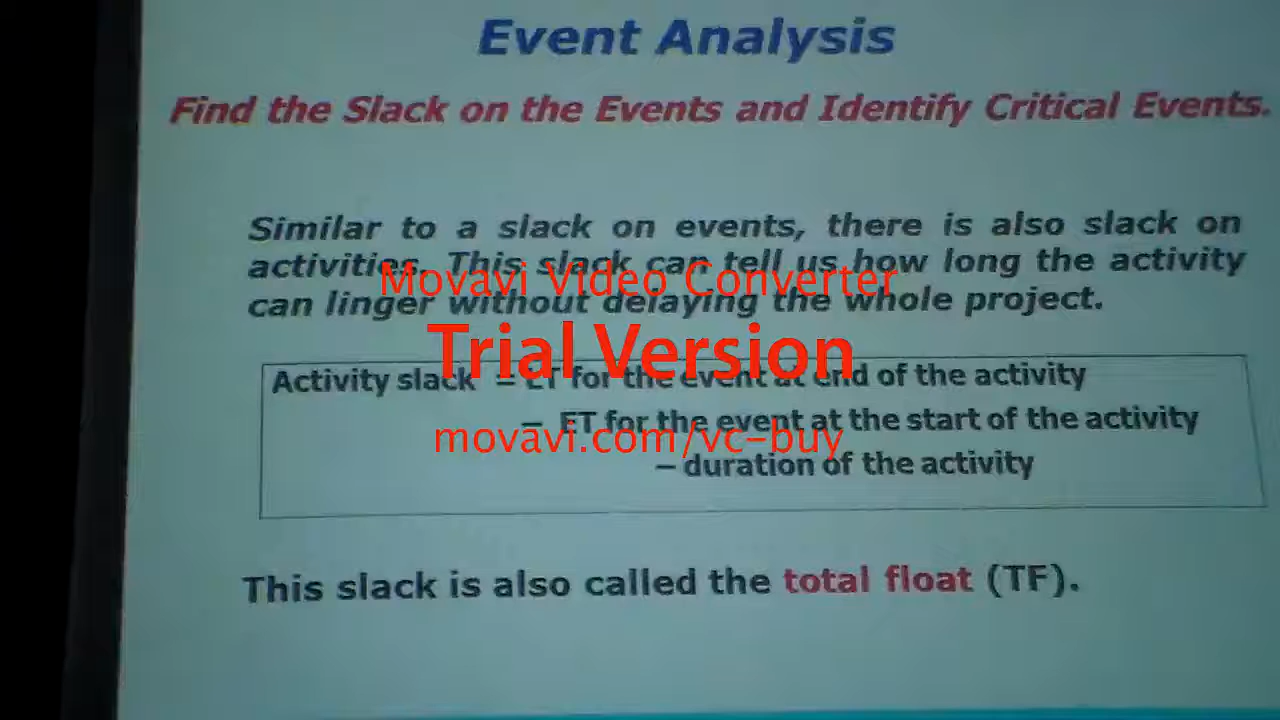 Event Analysis
Find the Slack on the Events and Identify Critical Events.
Similar to a slack on events, there is also slack on
activities. This slack can tell us how long the activity
can linger without delaying the whole project.
Movavi Video Converter
Trial Version
movavi.com/vc-buy
Activity slack = LT for the event at end of the activity
– ET for the event at the start of the activity
– duration of the activity
This slack is also called the total float (TF).